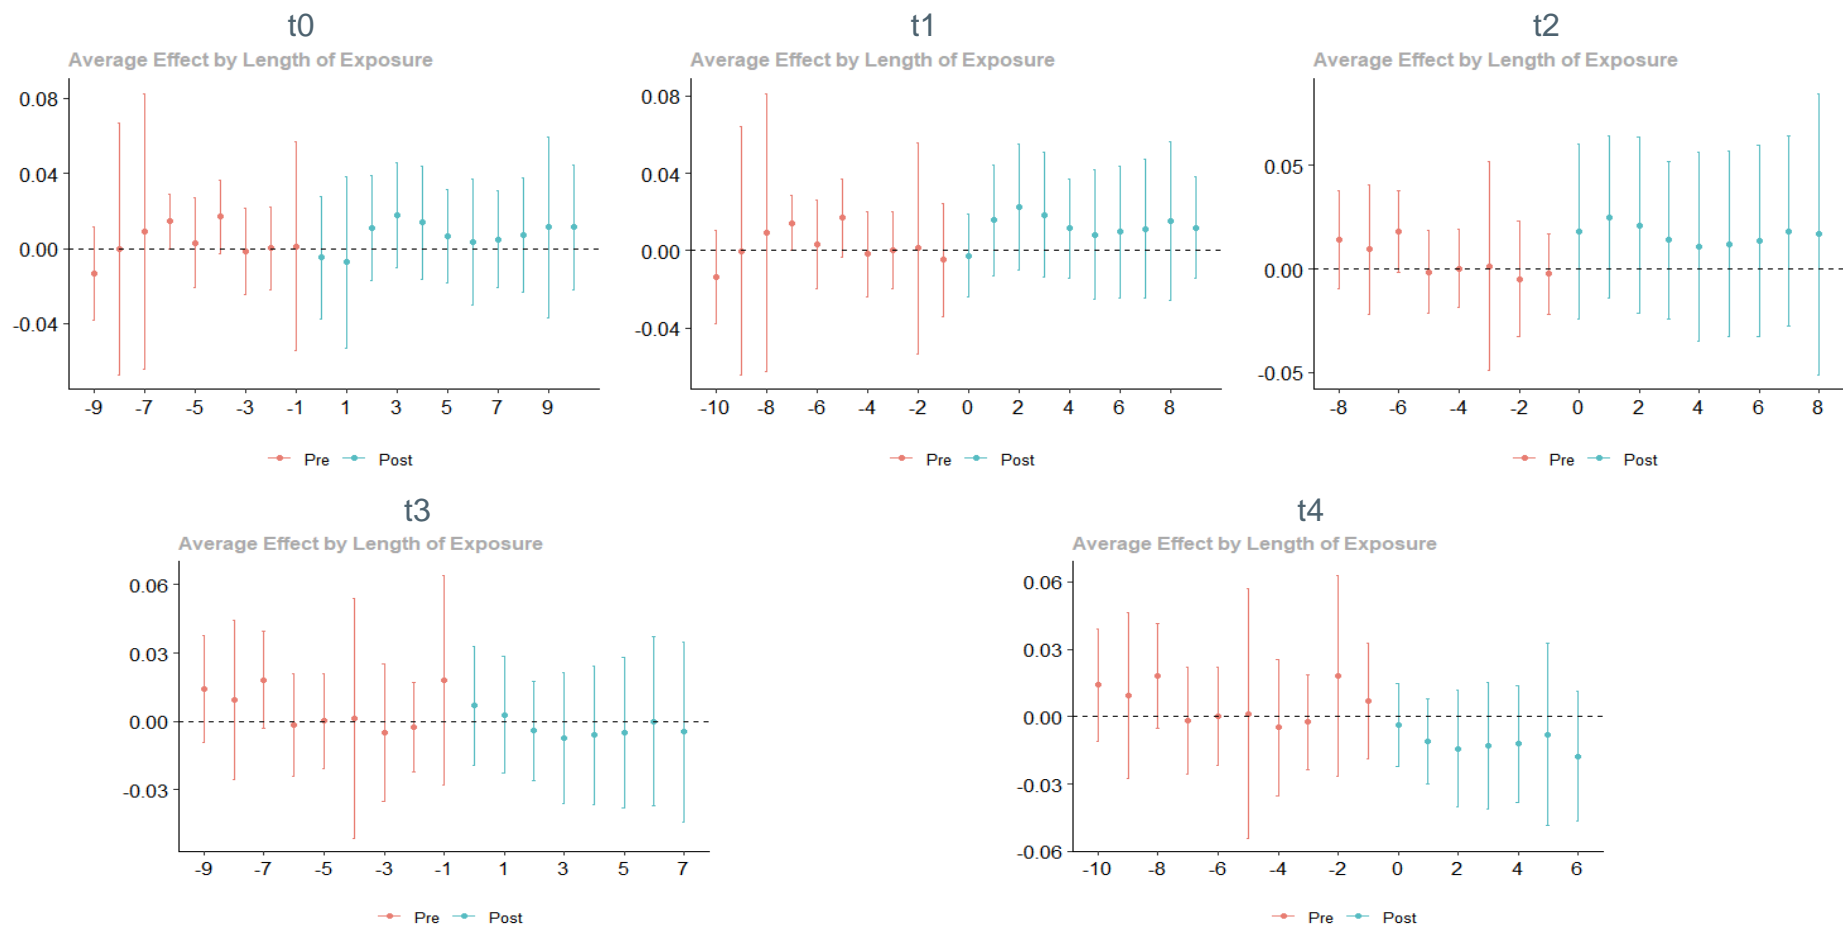 t0
Average Effect by Length of Exposure
0.08
0.04
0.00
-0.04
-9 -7 -5 -3 -1 1 3 5 7 9
Pre Post
t1
Average Effect by Length of Exposure
0.08
0.04
0.00
-0.04
-10 -8 -6 -4 -2 0 2 4 6 8
Pre Post
t2
Average Effect by Length of Exposure
0.05
0.00
-0.05
-8 -6 -4 -2 0 2 4 6 8
Pre Post
t3
Average Effect by Length of Exposure
0.06
0.03
0.00
-0.03
-9 -7 -5 -3 -1 1 3 5 7
Pre Post
t4
Average Effect by Length of Exposure
0.06
0.03
0.00
-0.03
-0.06
-10 -8 -6 -4 -2 0 2 4 6
Pre Post